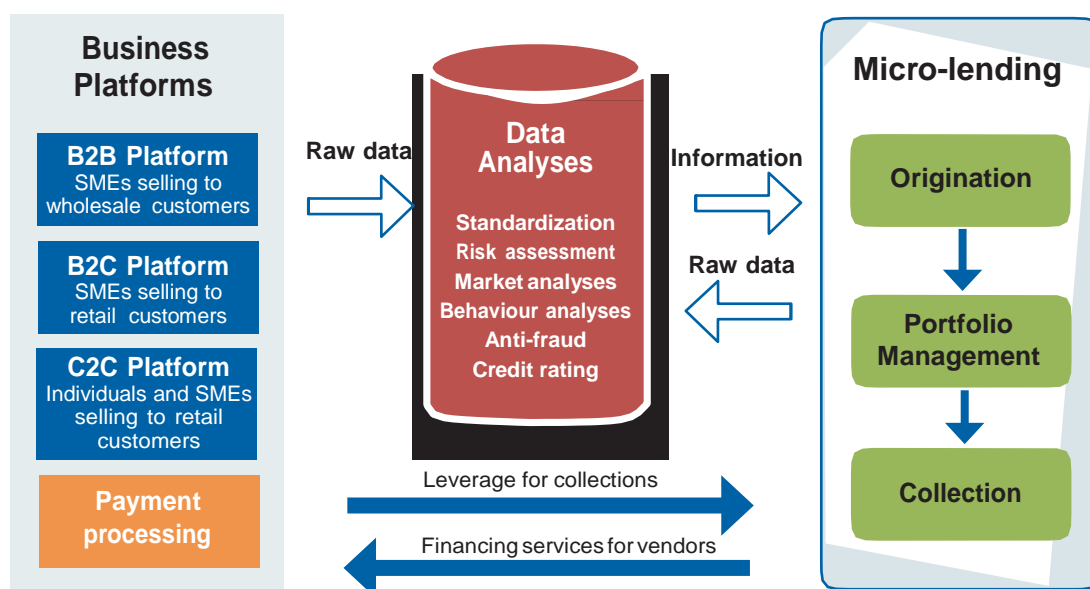 Business
Platforms
B2B Platform
SMEs selling to
wholesale customers
B2C Platform
SMEs selling to
retail customers
C2C Platform
Individuals and SMEs
selling to retail
customers
Payment
processing
Raw data
Data
Analyses
Standardization
Risk assessment
Market analyses
Behaviour analyses
Anti-fraud
Credit rating
Information
Raw data
Leverage for collections
Financing services for vendors
Micro-lending
Origination
Portfolio
Management
Collection